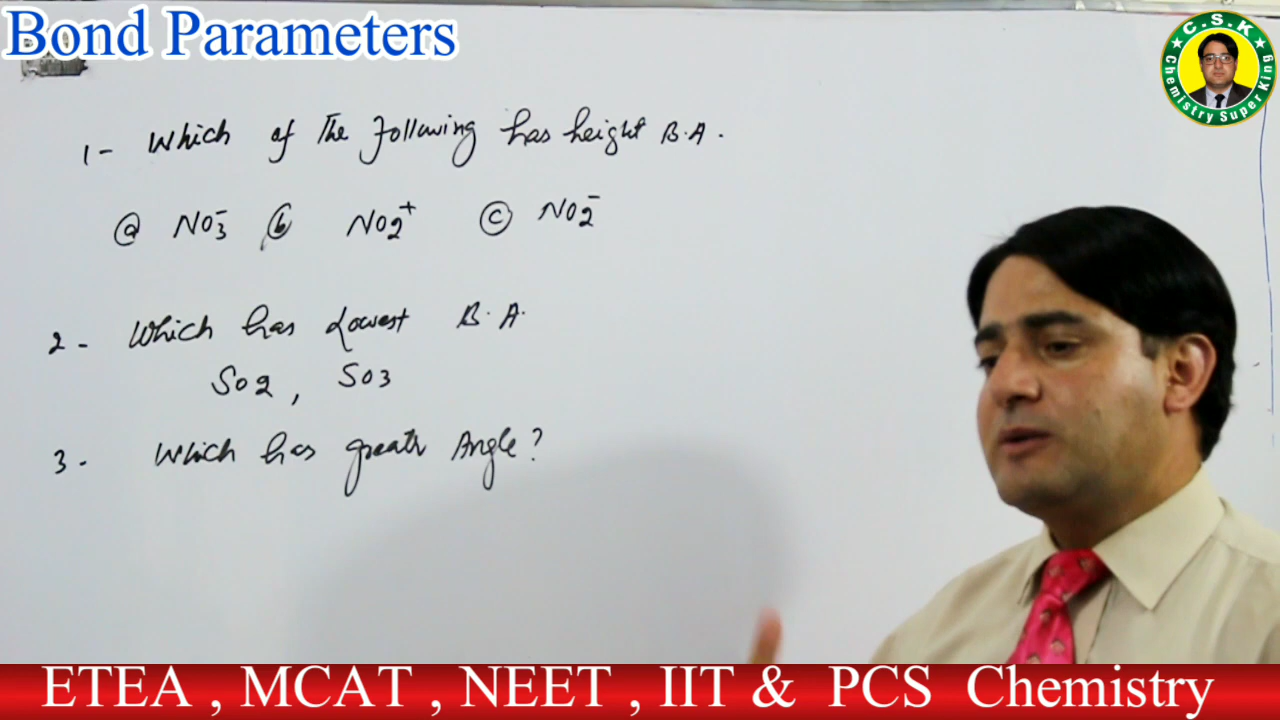 Bond Parameters
C.S.K
Chemistry Super King
1- Which of the following has height B.A.
ⓐ NO3⁻ ⓑ NO2⁺ ⓒ NO2⁻
2- Which has Lowest B.A.
SO2, SO3
3- Which has greatr Angle?
ETEA , MCAT , NEET , IIT & PCS Chemistry